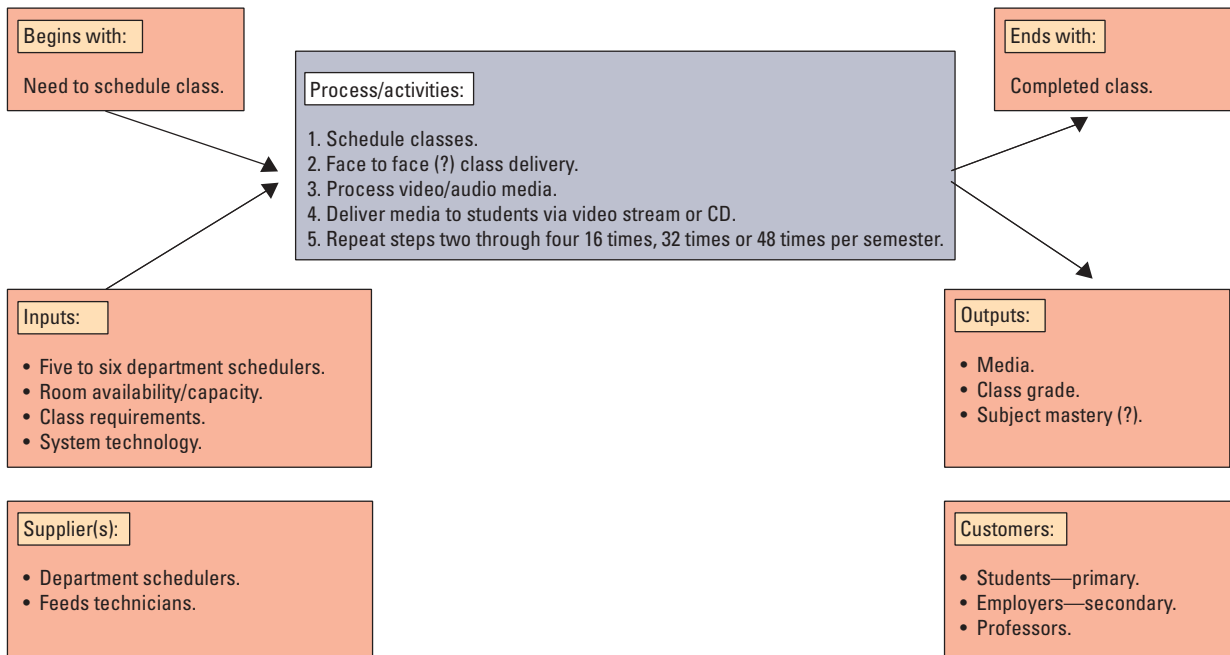 Begins with:
Need to schedule class.
Process/activities:
1. Schedule classes.
2. Face to face (?) class delivery.
3. Process video/audio media.
4. Deliver media to students via video stream or CD.
5. Repeat steps two through four 16 times, 32 times or 48 times per semester.
Ends with:
Completed class.
Inputs:
• Five to six department schedulers.
• Room availability/capacity.
• Class requirements.
• System technology.
Outputs:
• Media.
• Class grade.
• Subject mastery (?).
Supplier(s):
• Department schedulers.
• Feeds technicians.
Customers:
• Students—primary.
• Employers—secondary.
• Professors.